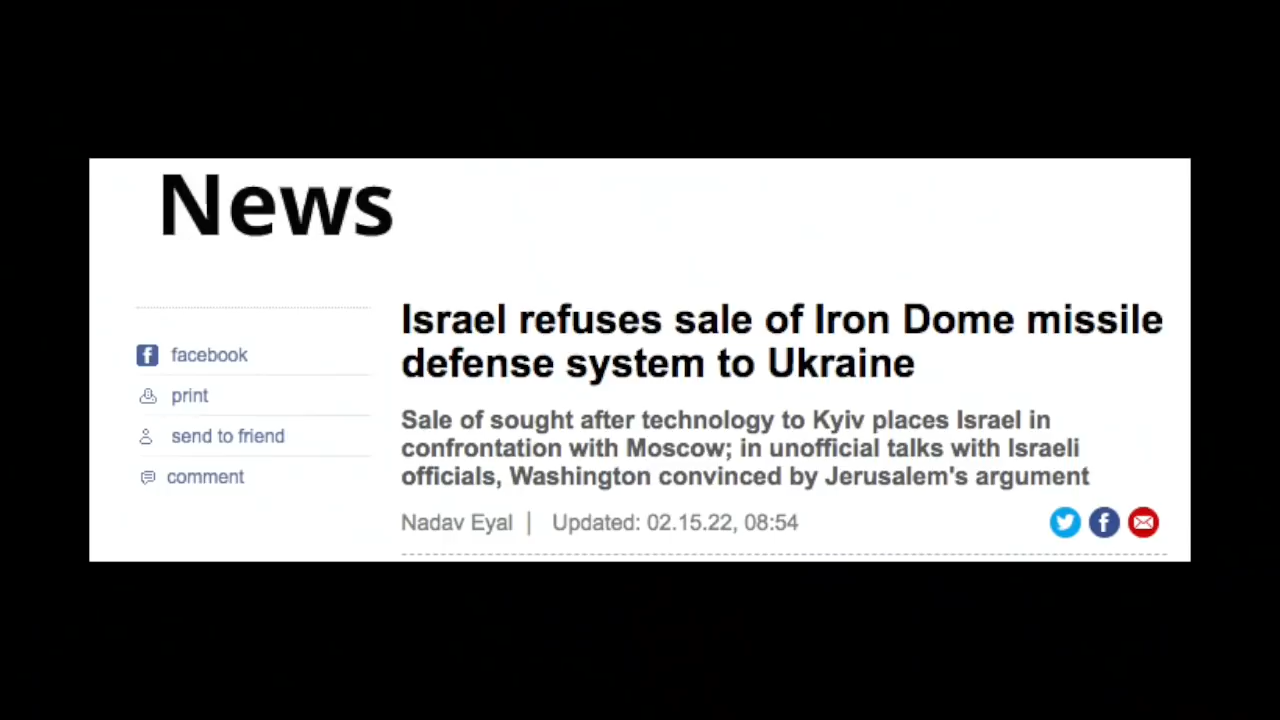 News
facebook
print
send to friend
comment
Israel refuses sale of Iron Dome missile
defense system to Ukraine
Sale of sought after technology to Kyiv places Israel in
confrontation with Moscow; in unofficial talks with Israeli
officials, Washington convinced by Jerusalem's argument
Nadav Eyal | Updated: 02.15.22, 08:54